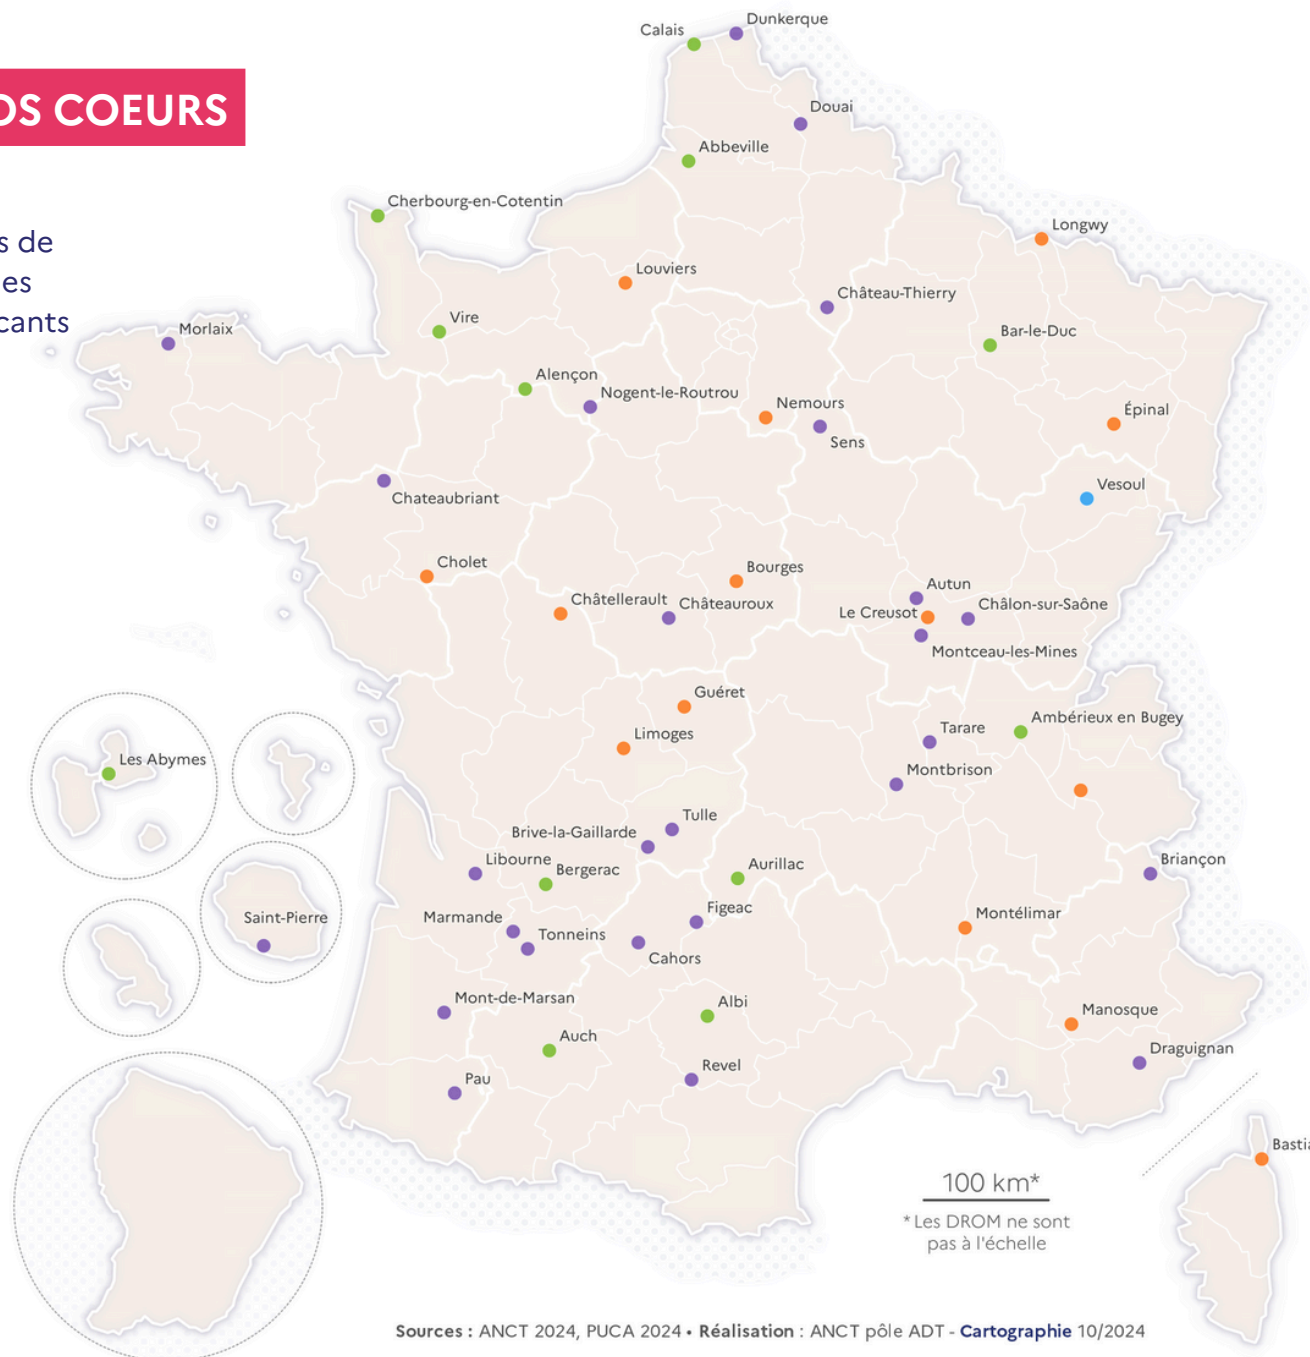 OS COEURS
s de
es
cants
Calais
Dunkerque
Douai
Abbeville
Cherbourg-en-Cotentin
Longwy
Louviers
Château-Thierry
Vire
Morlaix
Bar-le-Duc
Alençon
Nogent-le-Routrou
Nemours
Épinal
Sens
Vesoul
Chateaubriant
Cholet
Bourges
Autun
Châtellerault
Châteauroux
Le Creusot
Châlon-sur-Saône
Montceau-les-Mines
Guéret
Ambérieux en Bugey
Tarare
Limoges
Les Abymes
Montbrison
Tulle
Brive-la-Gaillarde
Libourne
Bergerac
Aurillac
Briançon
Figeac
Montélimar
Saint-Pierre
Marmande
Tonneins
Cahors
Mont-de-Marsan
Albi
Manosque
Auch
Draguignan
Revel
Pau
Bastia
100 km*
* Les DROM ne sont
pas à l'échelle
Sources : ANCT 2024, PUCA 2024 • Réalisation : ANCT pôle ADT - Cartographie 10/2024